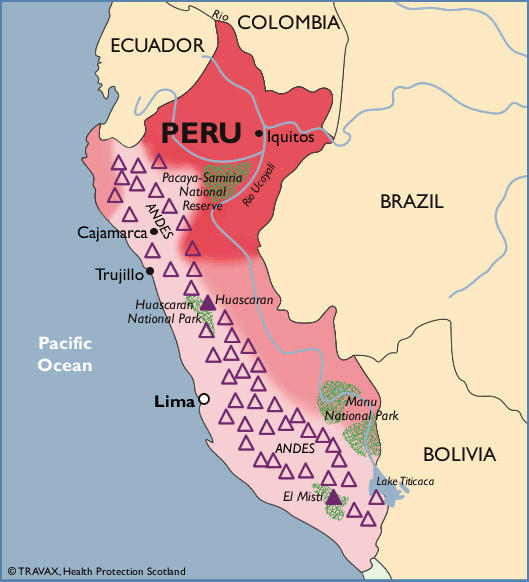 Rio
COLOMBIA
ECUADOR
PERU
Iquitos
Pacaya-Samiria
National
Reserve
Rio Ucayali
BRAZIL
ANDES
Cajamarca
Trujillo
Huascaran
National Park
Huascaran
Pacific
Ocean
Lima
Manu
National Park
ANDES
BOLIVIA
Lake Titicaca
El Misti
© TRAVAX, Health Protection Scotland